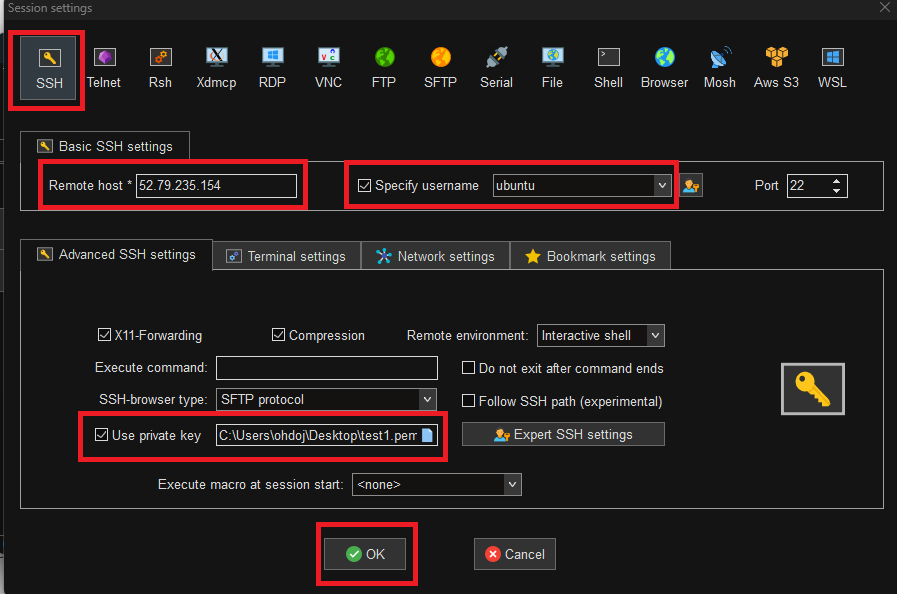 Session settings
SSH Telnet Rsh Xdmcp RDP VNC FTP SFTP Serial File Shell Browser Mosh Aws S3 WSL
Basic SSH settings
Remote host * 52.79.235.154 Specify username ubuntu Port 22
Advanced SSH settings Terminal settings Network settings Bookmark settings
X11-Forwarding Compression Remote environment: Interactive shell
Execute command: Do not exit after command ends
SSH-browser type: SFTP protocol Follow SSH path (experimental)
Use private key C:\Users\ohdoj\Desktop\test1.pem Expert SSH settings
Execute macro at session start: <none>
OK Cancel